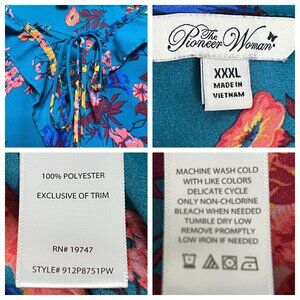 The
Pioneer Woman
XXXL
MADE IN
VIETNAM
100% POLYESTER
EXCLUSIVE OF TRIM
RN# 19747
STYLE# 912P8751PW
MACHINE WASH COLD
WITH LIKE COLORS
DELICATE CYCLE
ONLY NON-CHLORINE
BLEACH WHEN NEEDED
TUMBLE DRY LOW
REMOVE PROMPTLY
LOW IRON IF NEEDED